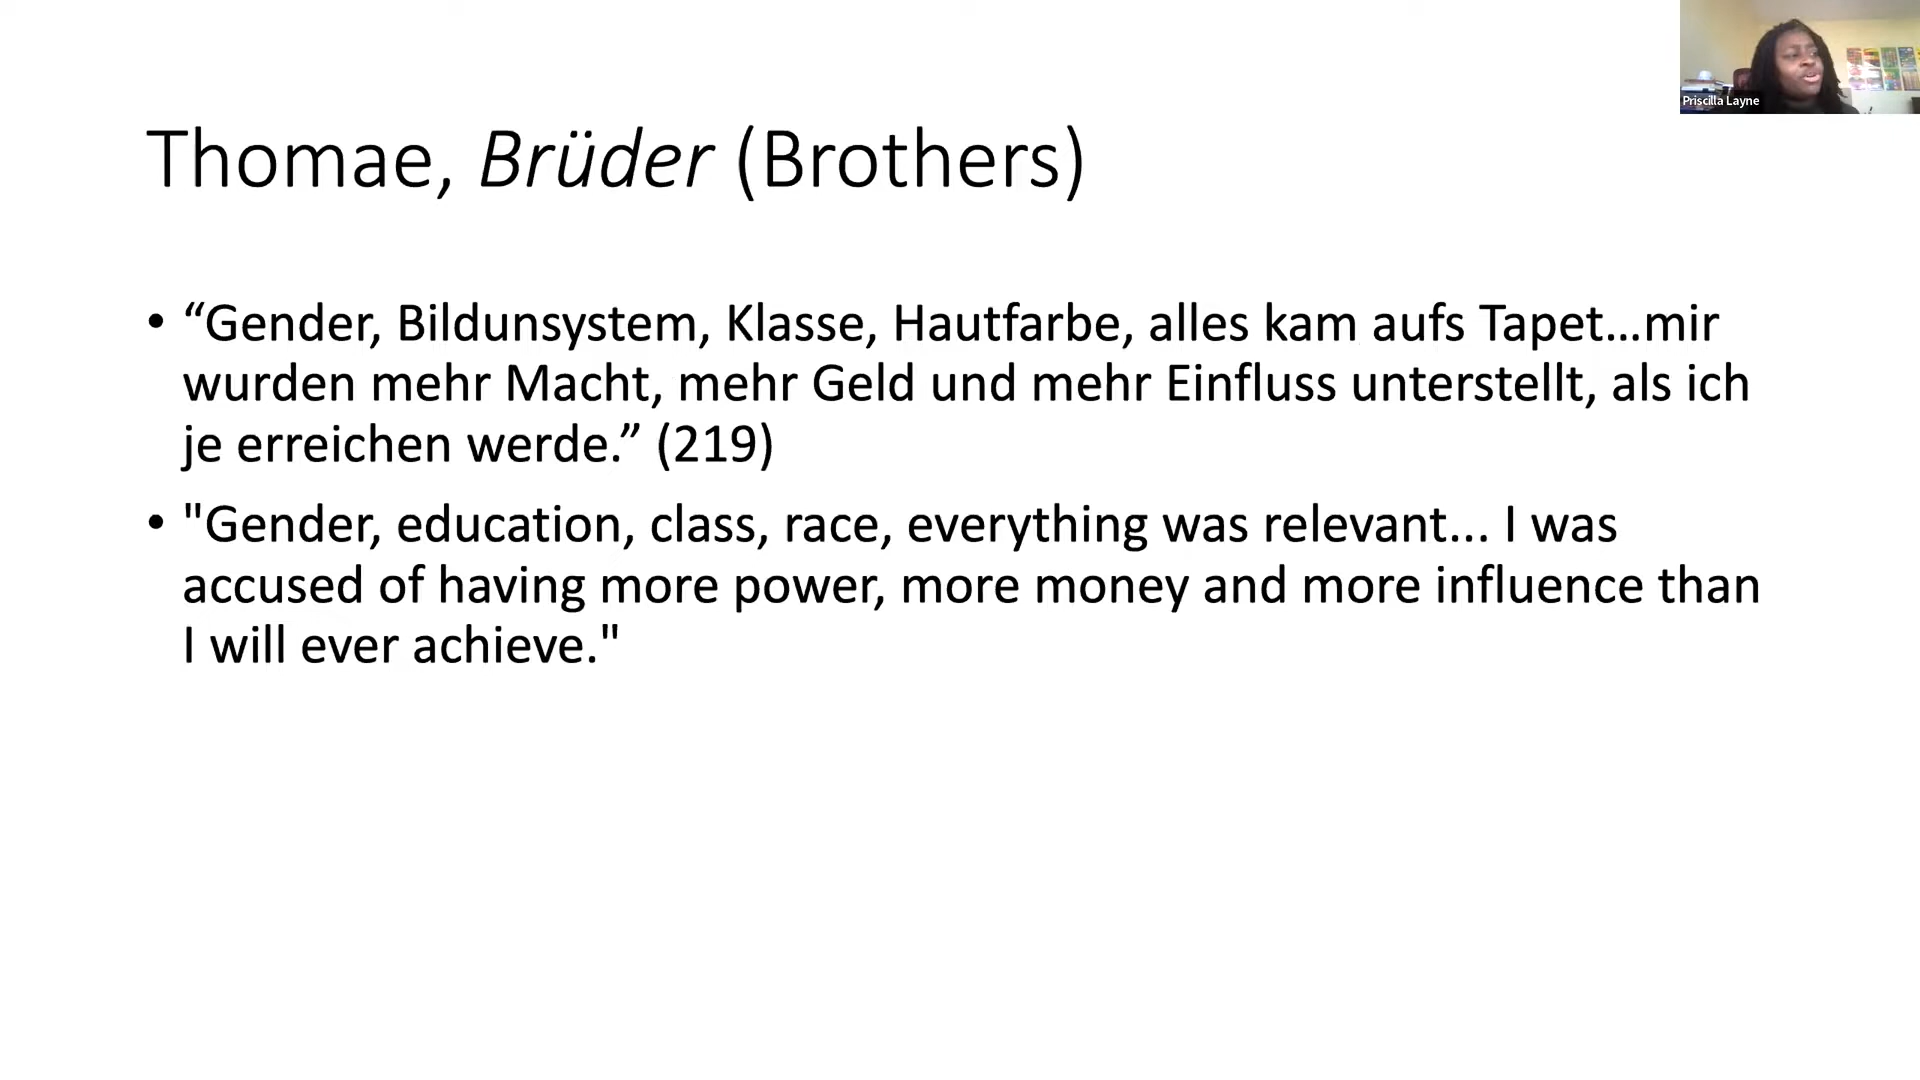 Priscilla Layne
Thomae, Brüder (Brothers)
• “Gender, Bildunsystem, Klasse, Hautfarbe, alles kam aufs Tapet...mir
wurden mehr Macht, mehr Geld und mehr Einfluss unterstellt, als ich
je erreichen werde.” (219)
• "Gender, education, class, race, everything was relevant... I was
accused of having more power, more money and more influence than
I will ever achieve."